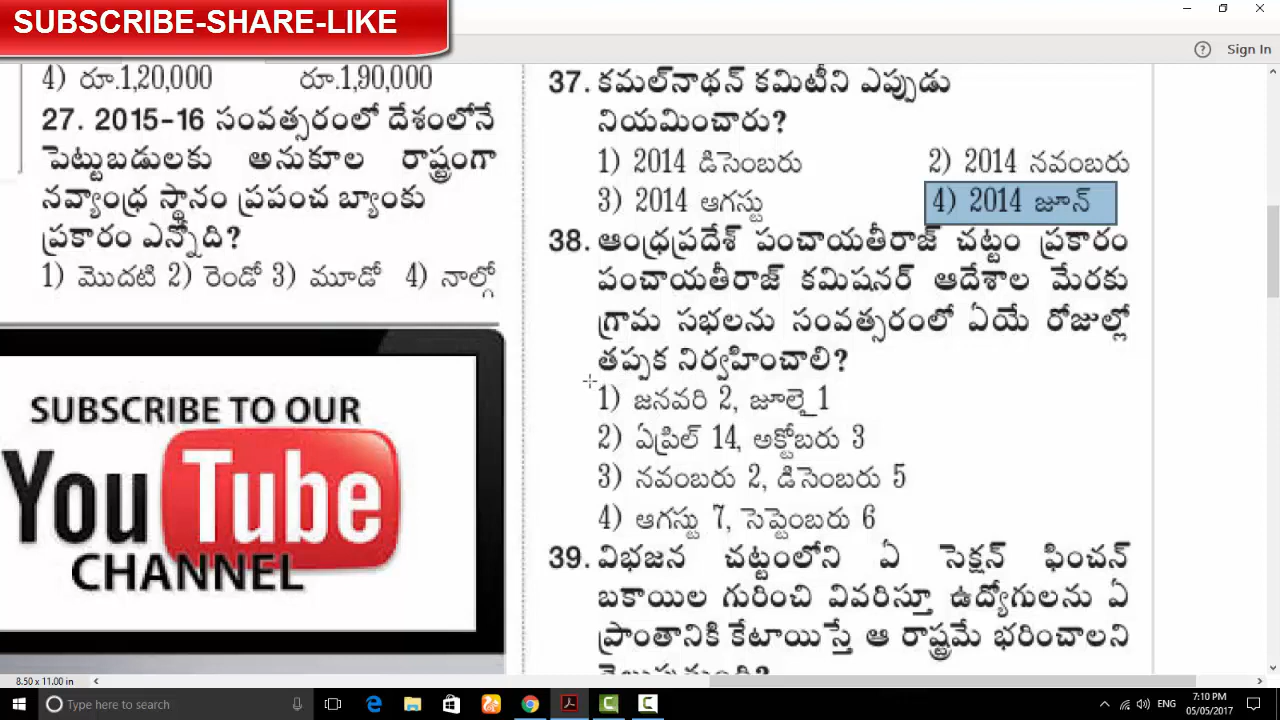 SUBSCRIBE-SHARE-LIKE
Sign In
4) రూ.1,20,000 రూ.1,90,000
27. 2015-16 సంవత్సరంలో దేశంలోనే
పెట్టుబడులకు అనుకూల రాష్ట్రంగా
నవ్యాంధ్ర స్థానం ప్రపంచ బ్యాంకు
ప్రకారం ఎన్నోది?
1) మొదటి 2) రెండో 3) మూడో 4) నాల్గో
SUBSCRIBE TO OUR
YouTube
CHANNEL
37. కమల్‌నాథన్ కమిటీని ఎప్పుడు
నియమించారు?
1) 2014 డిసెంబరు 2) 2014 నవంబరు
3) 2014 ఆగస్టు 4) 2014 జూన్
38. ఆంధ్రప్రదేశ్ పంచాయతీరాజ్ చట్టం ప్రకారం
పంచాయతీరాజ్ కమిషనర్ ఆదేశాల మేరకు
గ్రామ సభలను సంవత్సరంలో ఏయే రోజుల్లో
తప్పక నిర్వహించాలి?
1) జనవరి 2, జూలై 1
2) ఏప్రిల్ 14, అక్టోబరు 3
3) నవంబరు 2, డిసెంబరు 5
4) ఆగస్టు 7, సెప్టెంబరు 6
39. విభజన చట్టంలోని ఏ సెక్షన్ ఫించన్
బకాయిల గురించి వివరిస్తూ ఉద్యోగులను ఏ
ప్రాంతానికి కేటాయిస్తే ఆ రాష్ట్రమే భరించాలని
8.50 x 11.00 in
Type here to search
ENG
7:10 PM
05/05/2017